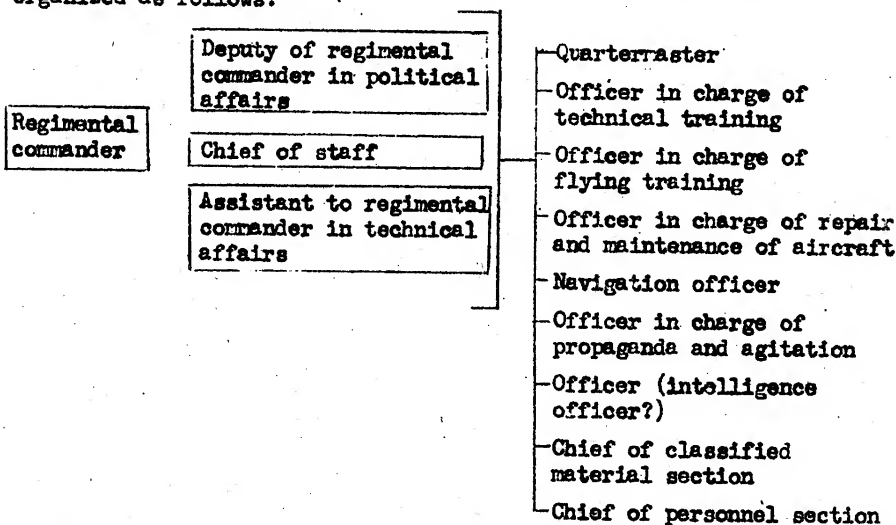 organized as follows:
Regimental
commander
Deputy of regimental
commander in political
affairs
Chief of staff
Assistant to regimental
commander in technical
affairs
Quarterraster
Officer in charge of
technical training
Officer in charge of
flying training
Officer in charge of repair
and maintenance of aircraft
Navigation officer
Officer in charge of
propaganda and agitation
Officer (intelligence
officer?)
Chief of classified
material section
Chief of personnel section